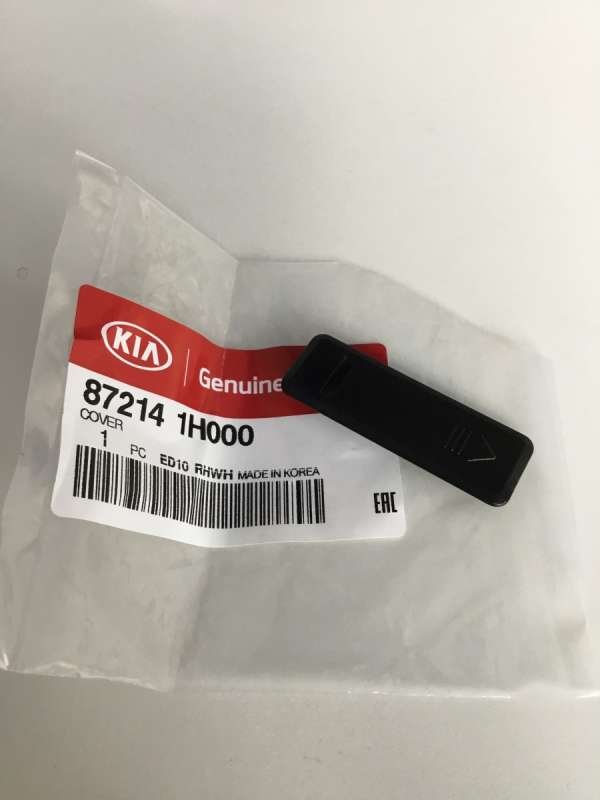 KIA
Genuine
87214 1H000
COVER
1 PC ED10 RHWH MADE IN KOREA
EAC